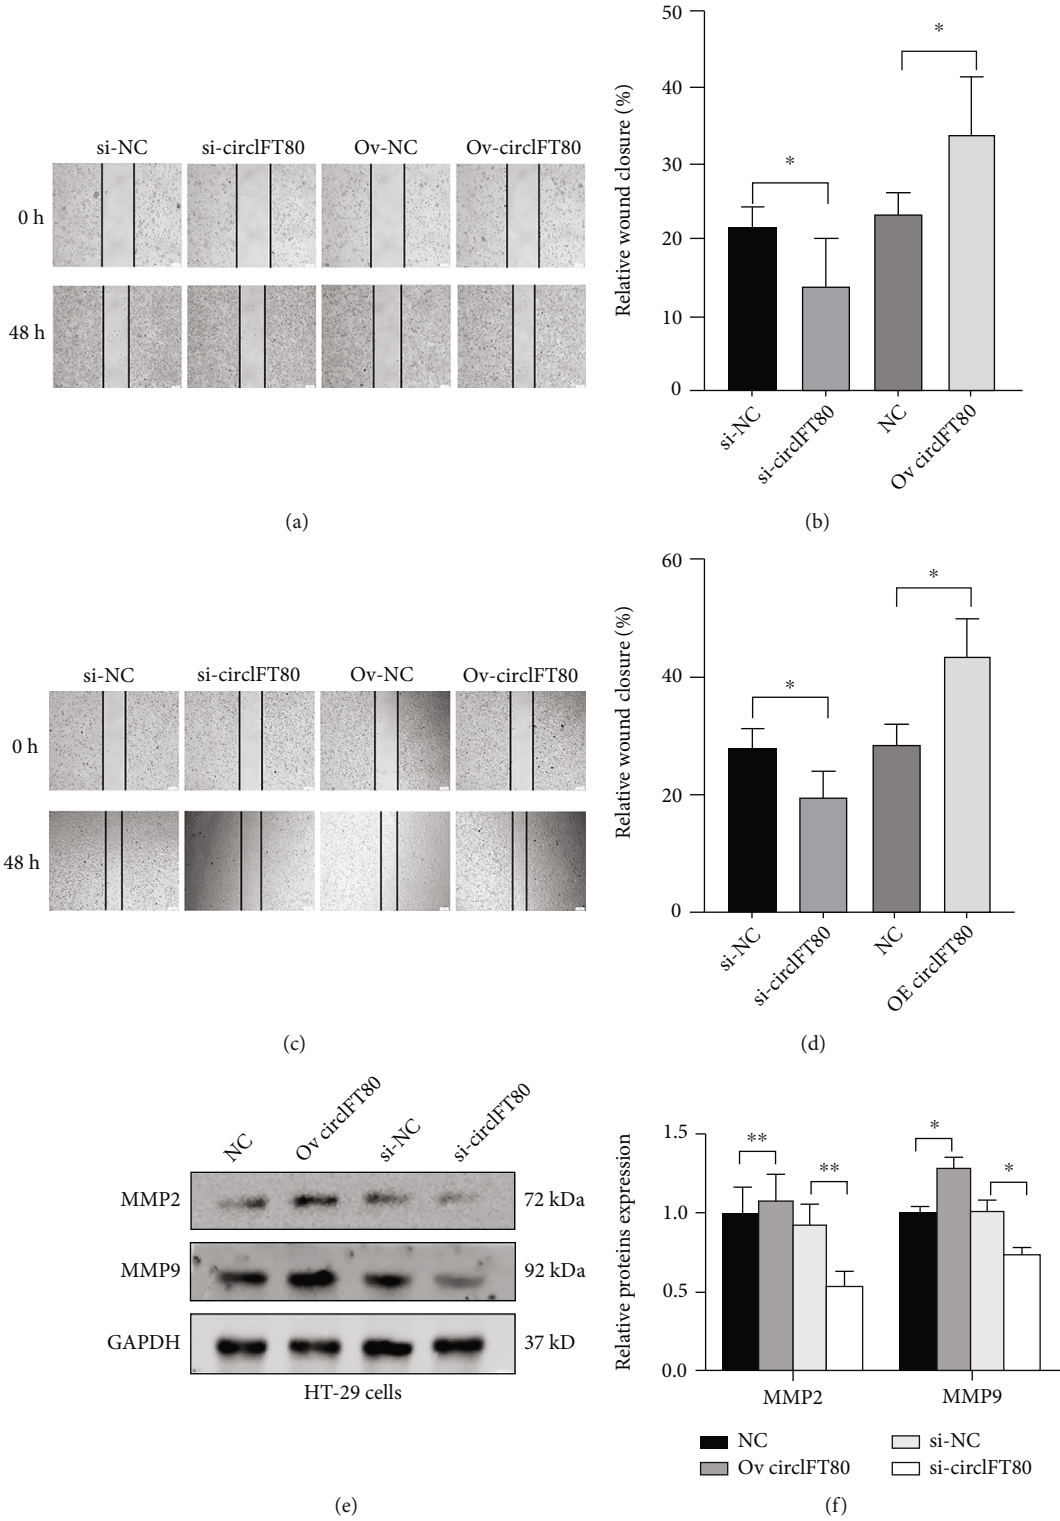 si-NC si-circlFT80 Ov-NC Ov-circlFT80
0 h
48 h
(a)
Relative wound closure (%)
50
40
30
20
10
0
*
*
si-NC
si-circlFT80
NC
Ov circlFT80
(b)
si-NC si-circlFT80 Ov-NC Ov-circlFT80
0 h
48 h
(c)
Relative wound closure (%)
60
40
20
0
*
*
si-NC
si-circlFT80
NC
OE circlFT80
(d)
NC
Ov circlFT80
si-NC
si-circlFT80
MMP2 72 kDa
MMP9 92 kDa
GAPDH 37 kD
HT-29 cells
(e)
Relative proteins expression
1.5
1.0
0.5
0.0
**
**
*
*
MMP2 MMP9
NC
Ov circlFT80
si-NC
si-circlFT80
(f)